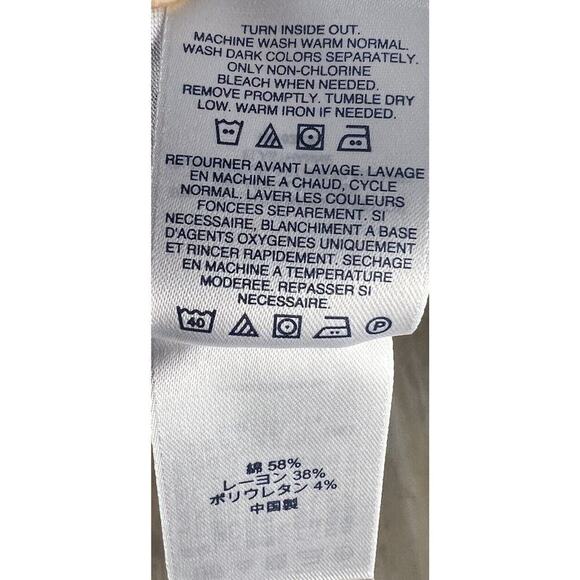 TURN INSIDE OUT.
MACHINE WASH WARM NORMAL.
WASH DARK COLORS SEPARATELY.
ONLY NON-CHLORINE
BLEACH WHEN NEEDED.
REMOVE PROMPTLY. TUMBLE DRY
LOW. WARM IRON IF NEEDED.
RETOURNER AVANT LAVAGE. LAVAGE
EN MACHINE A CHAUD, CYCLE
NORMAL. LAVER LES COULEURS
FONCEES SEPAREMENT. SI
NECESSAIRE, BLANCHIMENT A BASE
D'AGENTS OXYGENES UNIQUEMENT
ET RINCER RAPIDEMENT. SECHAGE
EN MACHINE A TEMPERATURE
MODEREE. REPASSER SI
NECESSAIRE.
40 P
綿 58%
レーヨン 38%
ポリウレタン 4%
中国製